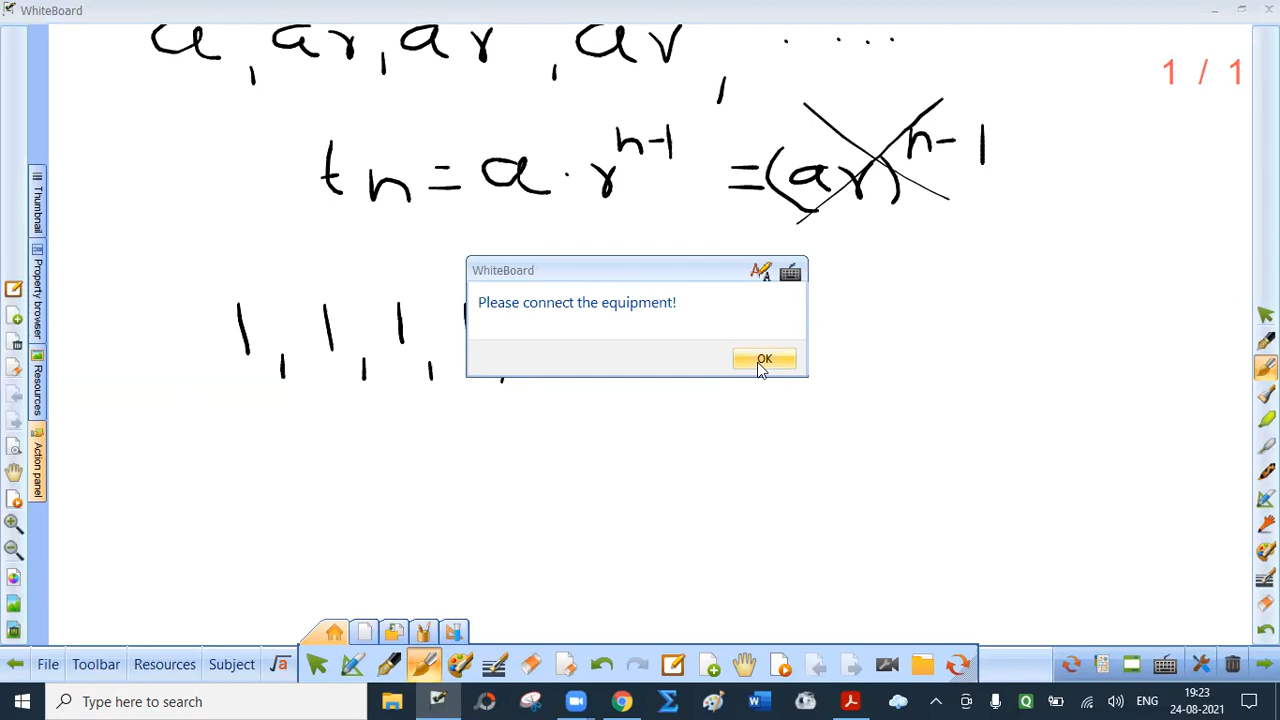 WhiteBoard
a, ar, ar, ar, ....
1 / 1
tn = a · r^n-1 = (ar)^n-1
WhiteBoard
Please connect the equipment!
OK
1, 1, 1,
Thumbnail
Property browser
Resources
Action panel
File Toolbar Resources Subject √a
Type here to search
ENG
19:23
24-08-2021